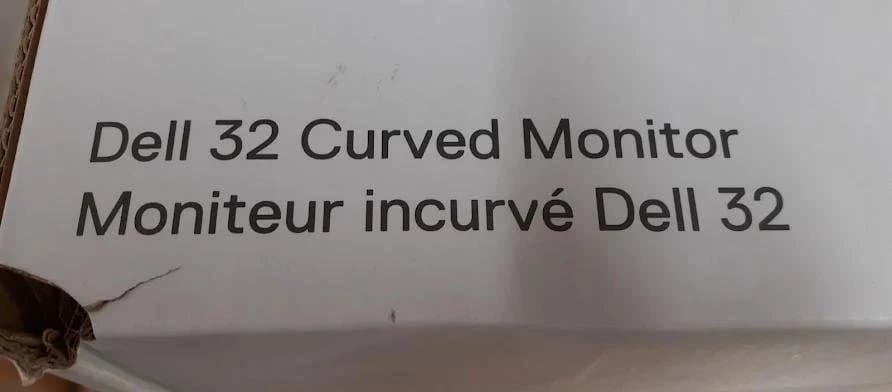 Dell 32 Curved Monitor
Moniteur incurvé Dell 32